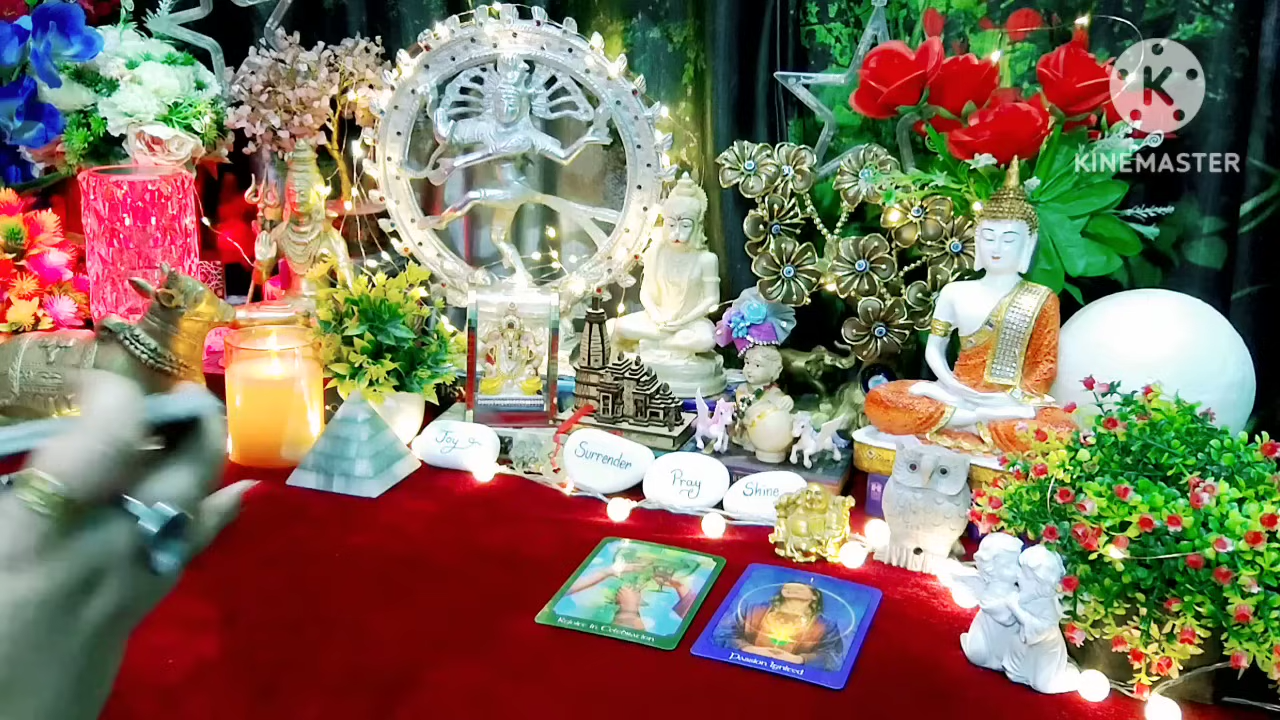 K
KINEMASTER
Joy
Surrender
Pray
Shine
Rejoice in Celebration
Passion Ignited